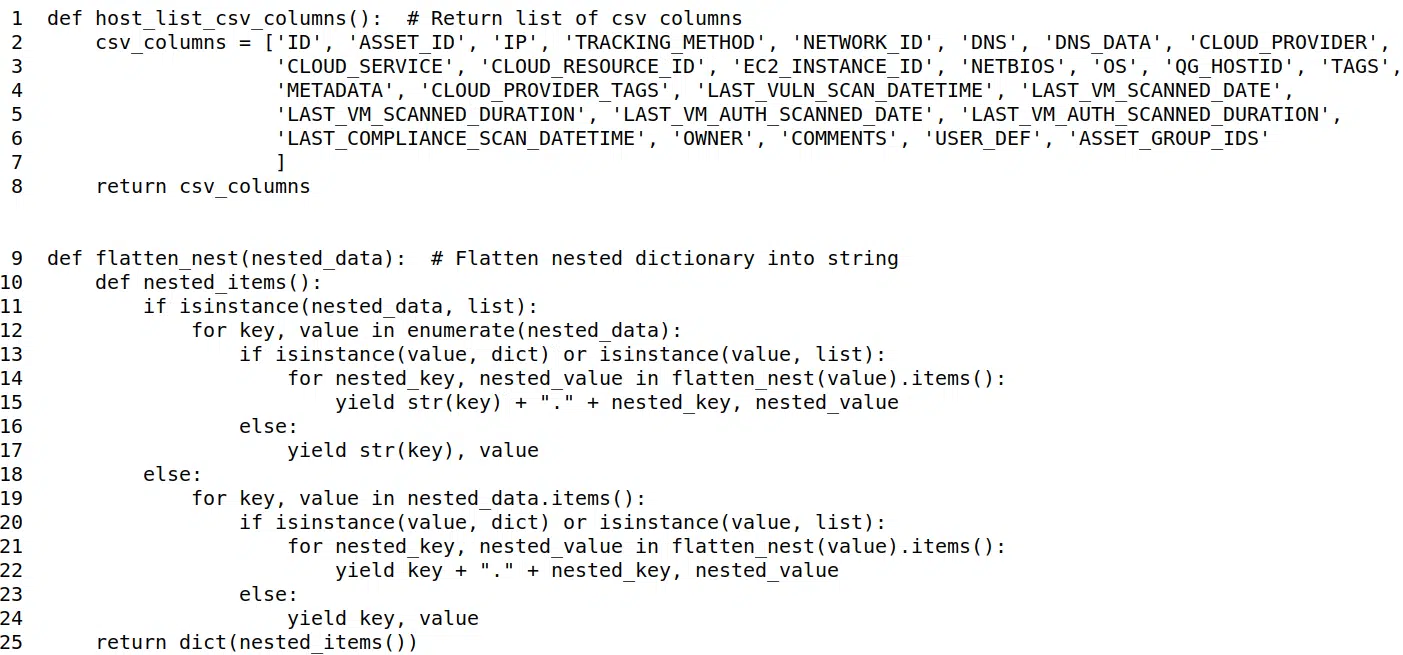 1 def host_list_csv_columns():  # Return list of csv columns
2     csv_columns = ['ID', 'ASSET_ID', 'IP', 'TRACKING_METHOD', 'NETWORK_ID', 'DNS', 'DNS_DATA', 'CLOUD_PROVIDER',
3                    'CLOUD_SERVICE', 'CLOUD_RESOURCE_ID', 'EC2_INSTANCE_ID', 'NETBIOS', 'OS', 'QG_HOSTID', 'TAGS',
4                    'METADATA', 'CLOUD_PROVIDER_TAGS', 'LAST_VULN_SCAN_DATETIME', 'LAST_VM_SCANNED_DATE',
5                    'LAST_VM_SCANNED_DURATION', 'LAST_VM_AUTH_SCANNED_DATE', 'LAST_VM_AUTH_SCANNED_DURATION',
6                    'LAST_COMPLIANCE_SCAN_DATETIME', 'OWNER', 'COMMENTS', 'USER_DEF', 'ASSET_GROUP_IDS'
7                    ]
8     return csv_columns
9 def flatten_nest(nested_data):  # Flatten nested dictionary into string
10     def nested_items():
11         if isinstance(nested_data, list):
12             for key, value in enumerate(nested_data):
13                 if isinstance(value, dict) or isinstance(value, list):
14                     for nested_key, nested_value in flatten_nest(value).items():
15                         yield str(key) + "." + nested_key, nested_value
16                 else:
17                     yield str(key), value
18         else:
19             for key, value in nested_data.items():
20                 if isinstance(value, dict) or isinstance(value, list):
21                     for nested_key, nested_value in flatten_nest(value).items():
22                         yield key + "." + nested_key, nested_value
23                 else:
24                     yield key, value
25     return dict(nested_items())